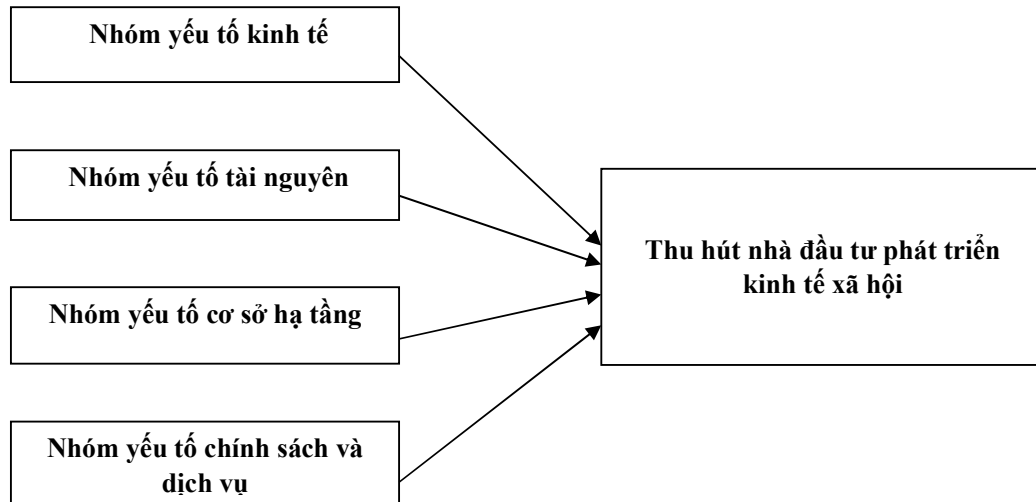 Nhóm yếu tố kinh tế
Nhóm yếu tố tài nguyên
Thu hút nhà đầu tư phát triển
kinh tế xã hội
Nhóm yếu tố cơ sở hạ tầng
Nhóm yếu tố chính sách và
dịch vụ